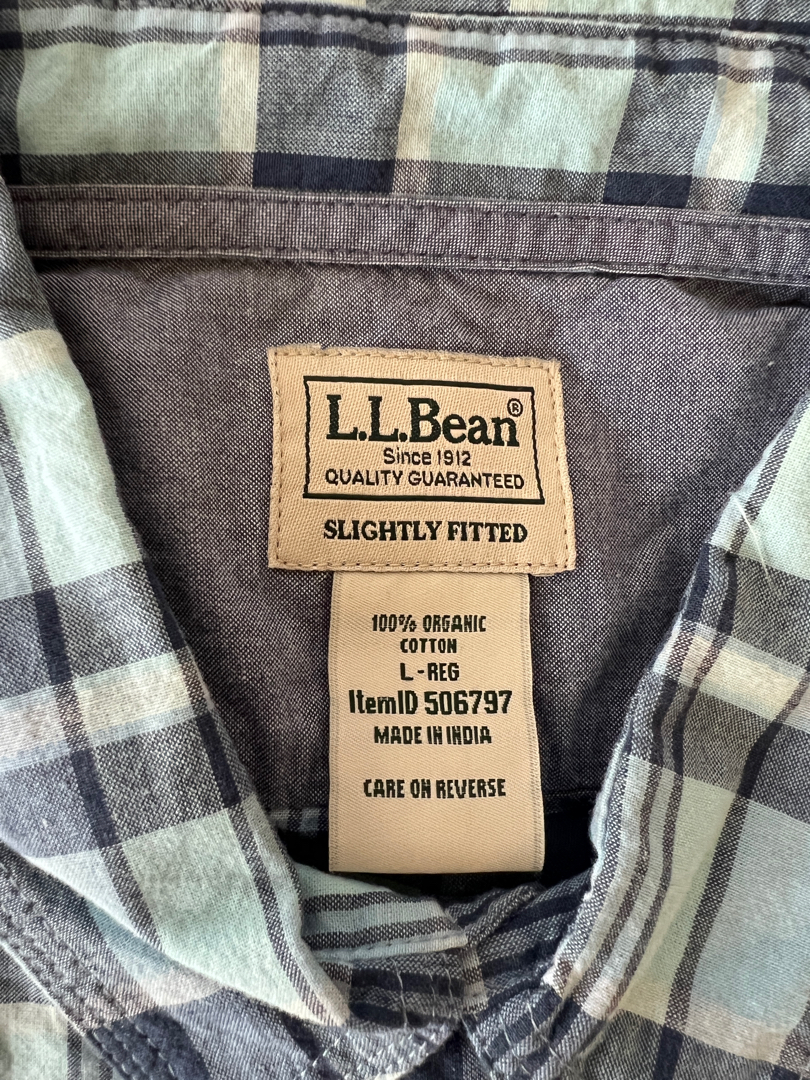 L.L.Bean®
Since 1912
QUALITY GUARANTEED
SLIGHTLY FITTED
100% ORGANIC
COTTON
L-REG
ItemID 506797
MADE IN INDIA
CARE ON REVERSE